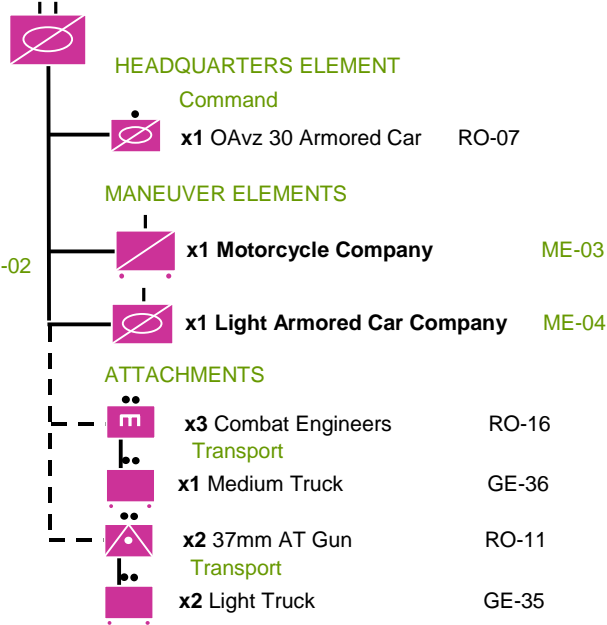 HEADQUARTERS ELEMENT
Command
x1 OAvz 30 Armored Car RO-07
MANEUVER ELEMENTS
x1 Motorcycle Company ME-03
-02
x1 Light Armored Car Company ME-04
ATTACHMENTS
x3 Combat Engineers RO-16
Transport
x1 Medium Truck GE-36
x2 37mm AT Gun RO-11
Transport
x2 Light Truck GE-35